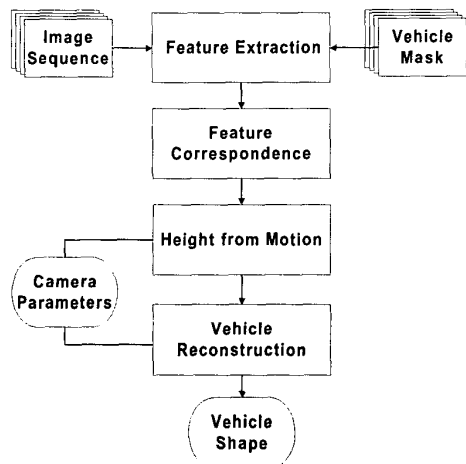 Image
Sequence
Feature Extraction
Vehicle
Mask
Feature
Correspondence
Height from Motion
Camera
Parameters
Vehicle
Reconstruction
Vehicle
Shape